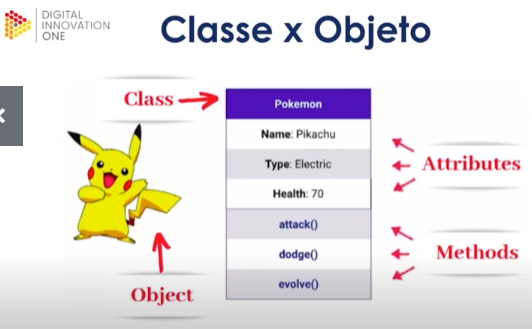 DIGITAL
INNOVATION
ONE
Classe x Objeto
Class
Pokemon
Name: Pikachu
Type: Electric
Health: 70
Attributes
attack()
dodge()
evolve()
Methods
Object